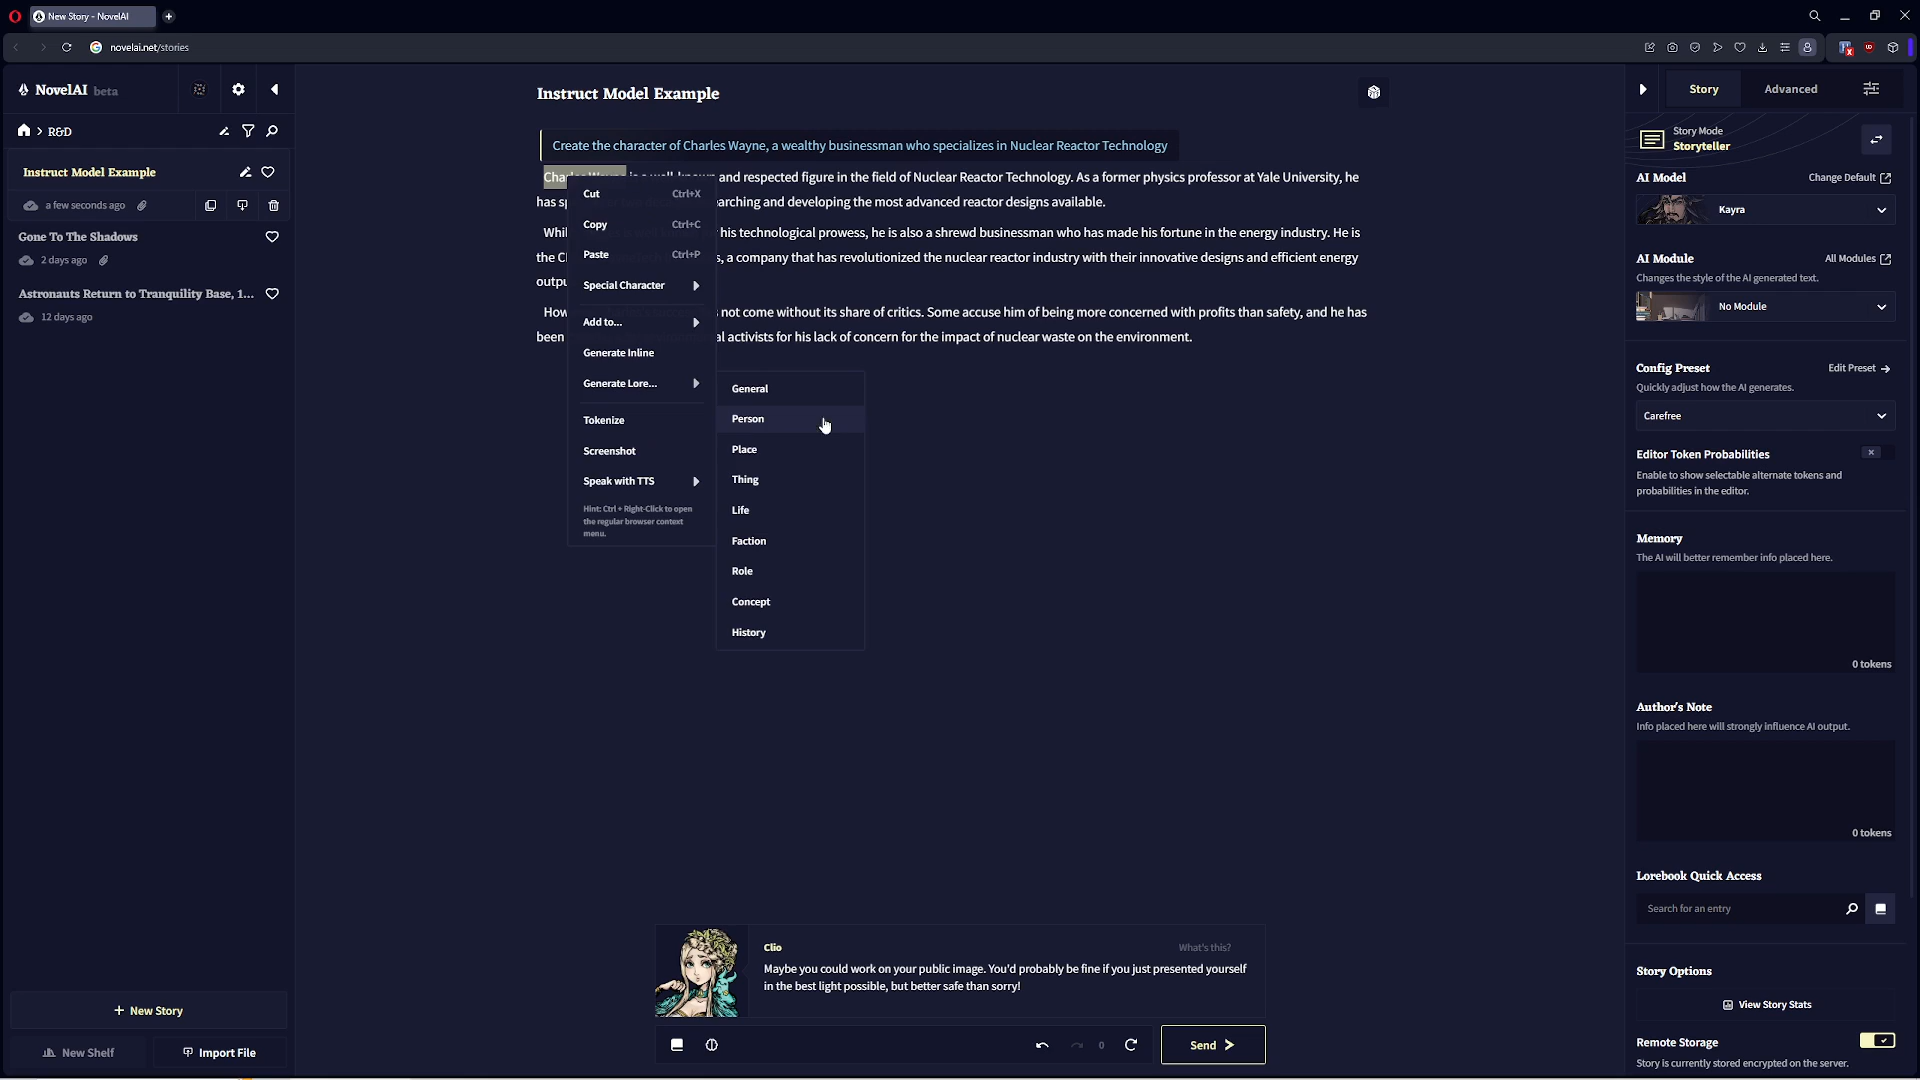 New Story - NovelAI
novelai.net/stories
NovelAI beta
R&D
Instruct Model Example
a few seconds ago
Gone To The Shadows
2 days ago
Astronauts Return to Tranquility Base, 1...
12 days ago
+ New Story
New Shelf
Import File
Instruct Model Example
Create the character of Charles Wayne, a wealthy businessman who specializes in Nuclear Reactor Technology
and respected figure in the field of Nuclear Reactor Technology. As a former physics professor at Yale University, he
has sp arching and developing the most advanced reactor designs available.
Whil his technological prowess, he is also a shrewd businessman who has made his fortune in the energy industry. He is
the C s, a company that has revolutionized the nuclear reactor industry with their innovative designs and efficient energy
outpu
How not come without its share of critics. Some accuse him of being more concerned with profits than safety, and he has
been al activists for his lack of concern for the impact of nuclear waste on the environment.
Cut Ctrl+X
Copy Ctrl+C
Paste Ctrl+P
Special Character
Add to...
Generate Inline
Generate Lore...
Tokenize
Screenshot
Speak with TTS
Hint: Ctrl + Right-Click to open
the regular browser context
menu.
General
Person
Place
Thing
Life
Faction
Role
Concept
History
Clio
What's this?
Maybe you could work on your public image. You'd probably be fine if you just presented yourself
in the best light possible, but better safe than sorry!
0
Send
Story
Advanced
Story Mode
Storyteller
AI Model
Change Default
Kayra
AI Module
All Modules
Changes the style of the AI generated text.
No Module
Config Preset
Edit Preset
Quickly adjust how the AI generates.
Carefree
Editor Token Probabilities
Enable to show selectable alternate tokens and
probabilities in the editor.
Memory
The AI will better remember info placed here.
0 tokens
Author's Note
Info placed here will strongly influence AI output.
0 tokens
Lorebook Quick Access
Search for an entry
Story Options
View Story Stats
Remote Storage
Story is currently stored encrypted on the server.